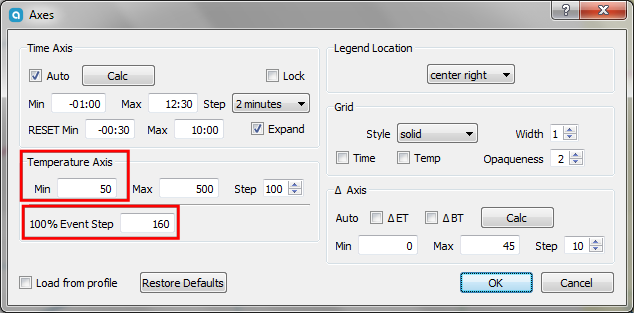 Axes
Time Axis
Auto Calc Lock
Min -01:00 Max 12:30 Step 2 minutes
RESET Min -00:30 Max 10:00 Expand
Temperature Axis
Min 50 Max 500 Step 100
100% Event Step 160
Load from profile Restore Defaults
Legend Location
center right
Grid
Style solid Width 1
Time Temp Opaqueness 2
Δ Axis
Auto Δ ET Δ BT Calc
Min 0 Max 45 Step 10
OK Cancel